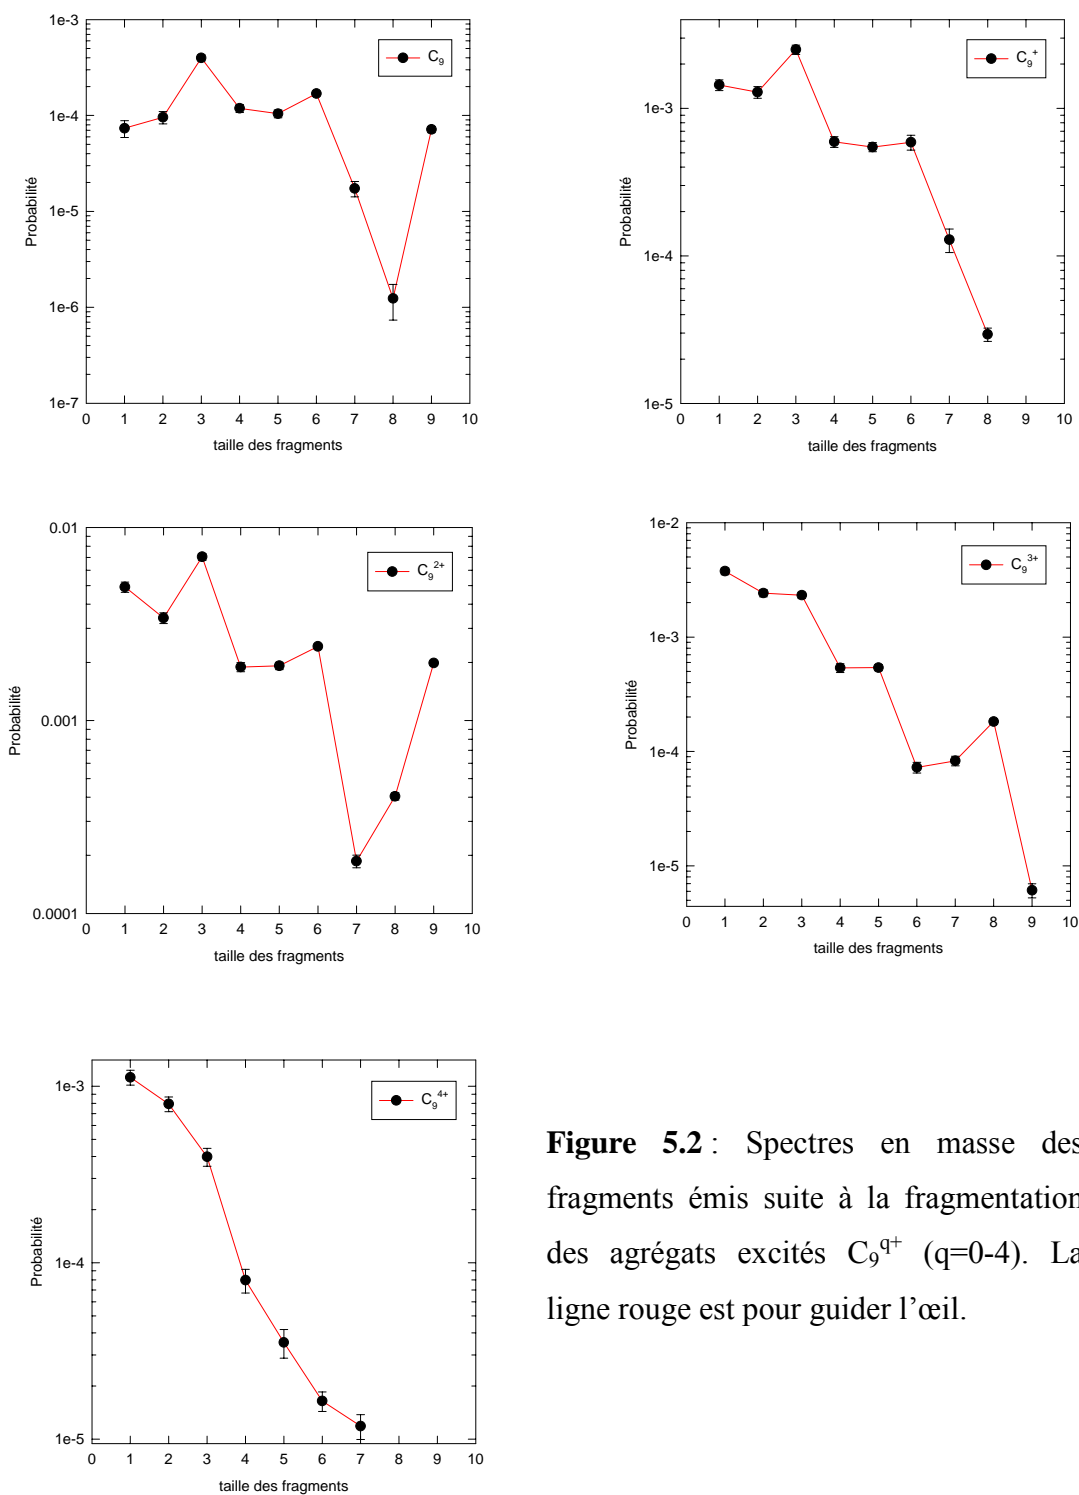 1e-3
1e-4
1e-5
1e-6
1e-7
Probabilité
C9
0 1 2 3 4 5 6 7 8 9 10
taille des fragments
1e-3
1e-4
1e-5
Probabilité
C9+
0 1 2 3 4 5 6 7 8 9 10
taille des fragments
0.01
0.001
0.0001
Probabilité
C9 2+
0 1 2 3 4 5 6 7 8 9 10
taille des fragments
1e-2
1e-3
1e-4
1e-5
Probabilité
C9 3+
0 1 2 3 4 5 6 7 8 9 10
taille des fragments
1e-3
1e-4
1e-5
Probabilité
C9 4+
0 1 2 3 4 5 6 7 8 9 10
taille des fragments
Figure 5.2 : Spectres en masse des
fragments émis suite à la fragmentation
des agrégats excités C9q+ (q=0-4). La
ligne rouge est pour guider l’œil.